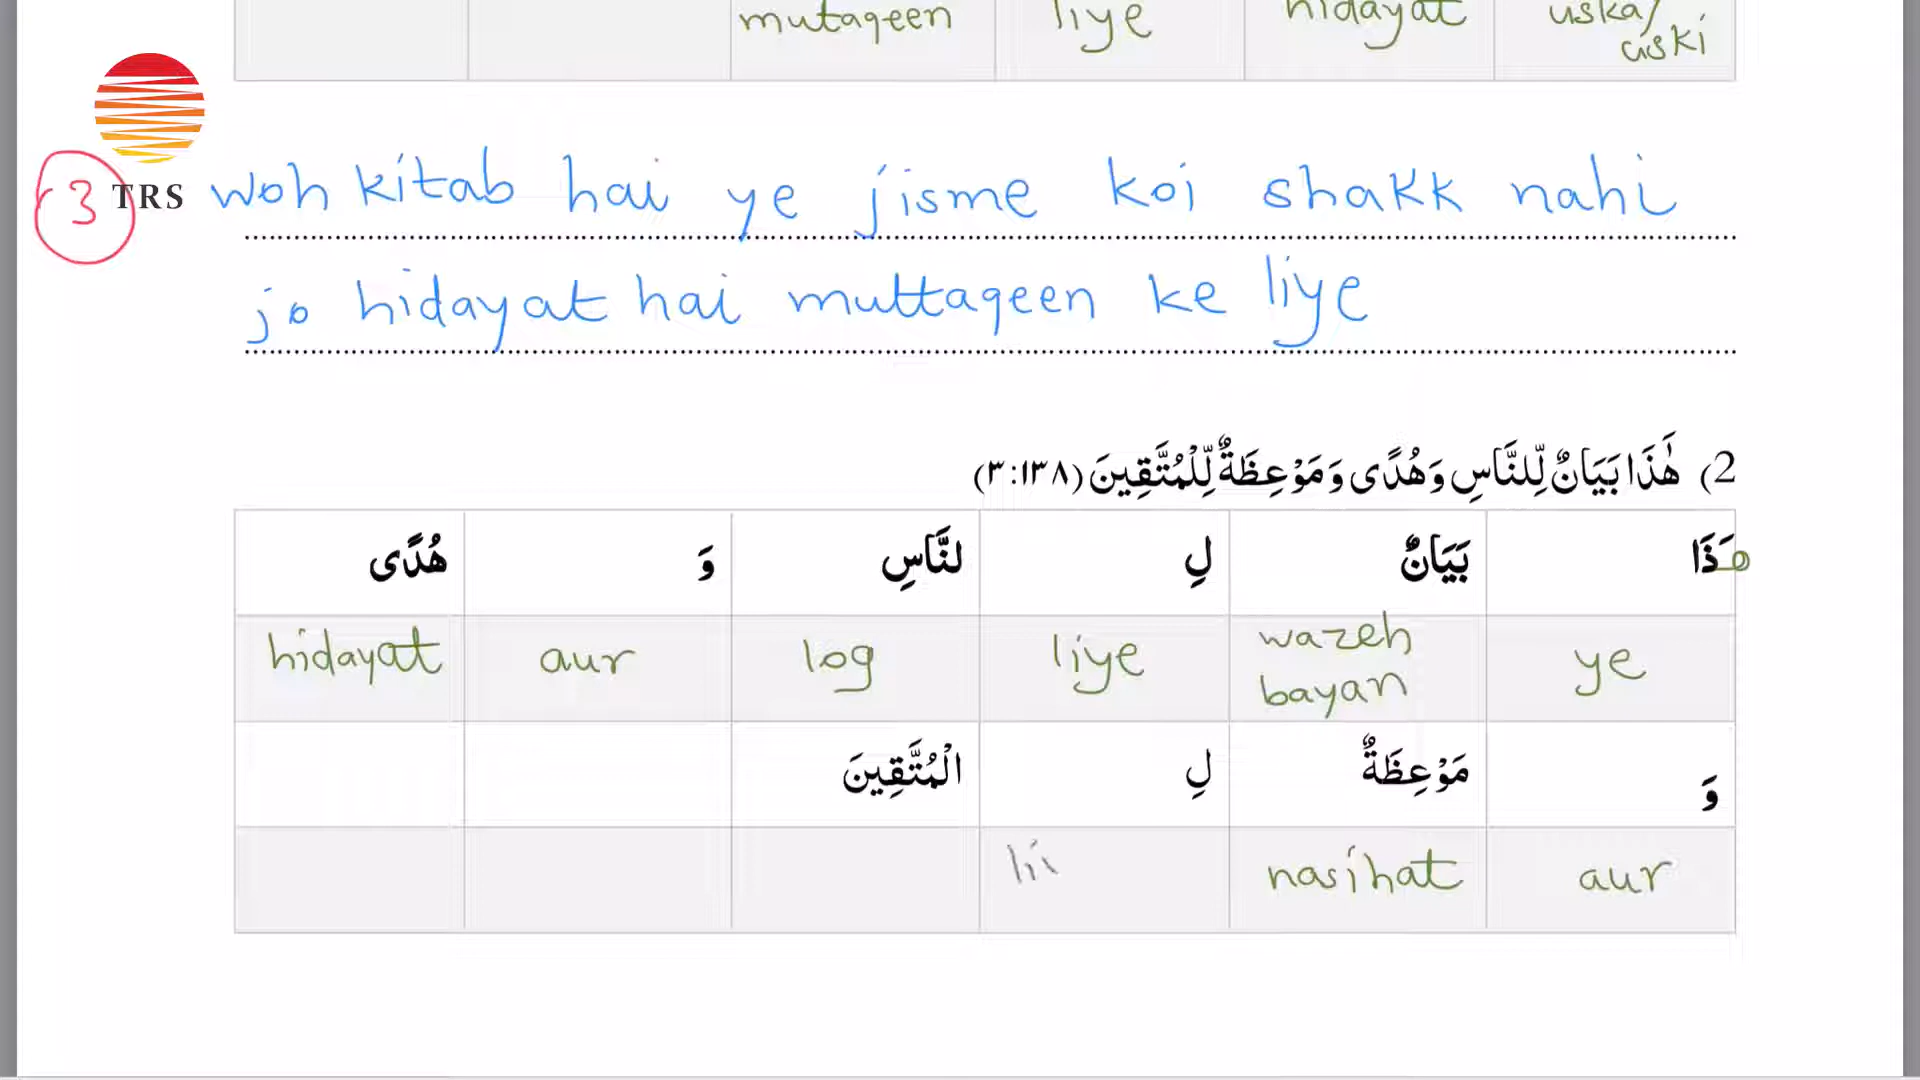 mutaqeen liye hidayat uska/
uski
3 TRS woh kitab hai ye jisme koi shakk nahi
jo hidayat hai muttaqeen ke liye
2) هَٰذَا بَيَانٌ لِّلنَّاسِ وَهُدًى وَمَوْعِظَةٌ لِّلْمُتَّقِينَ (٣:١٣٨)
هَذَا بَيَانٌ لِ لنَّاسِ وَ هُدًى
hidayat aur log liye wazeh bayan ye
وَ مَوْعِظَةٌ لِ الْمُتَّقِينَ
lii nasihat aur